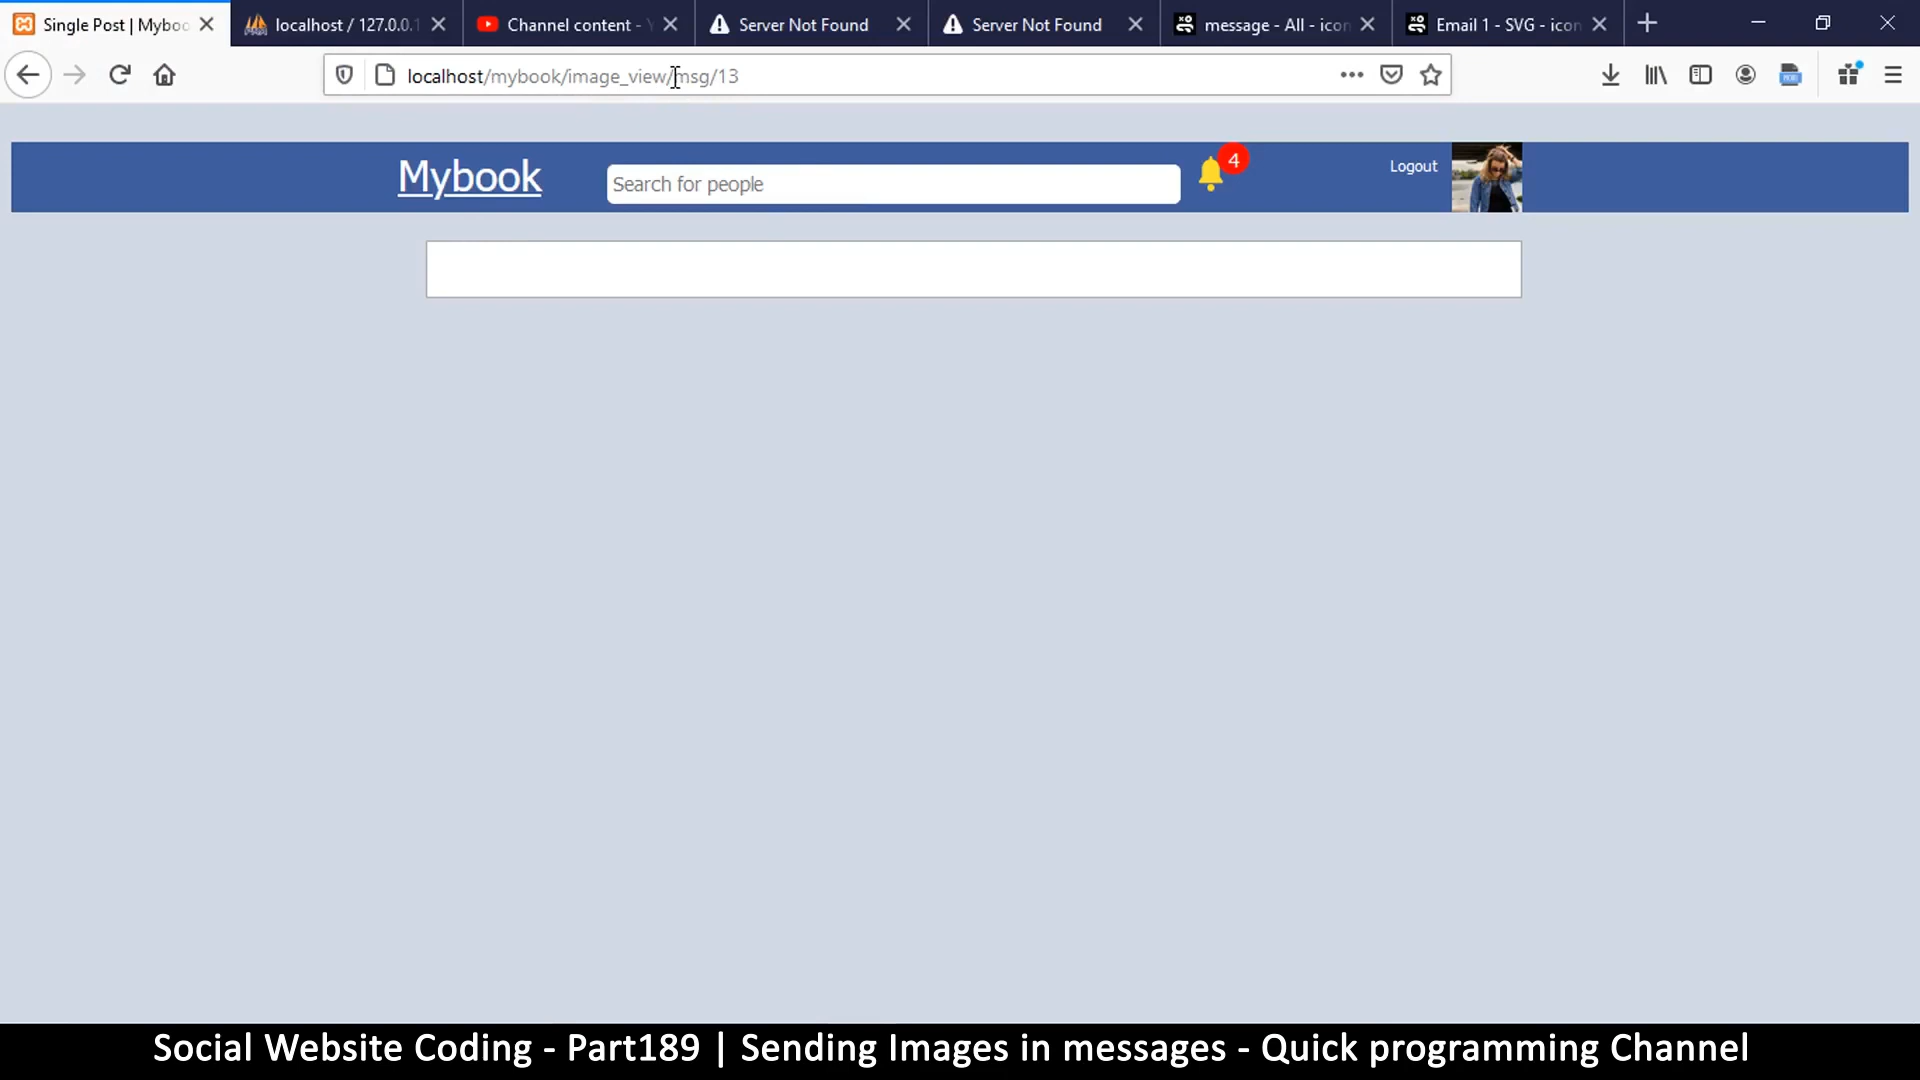 Single Post | Myboo
localhost / 127.0.0.1
Channel content - Y
Server Not Found
Server Not Found
message - All - icon
Email 1 - SVG - icon
localhost/mybook/image_view/msg/13
Mybook
Search for people
4
Logout
Social Website Coding - Part189 | Sending Images in messages - Quick programming Channel